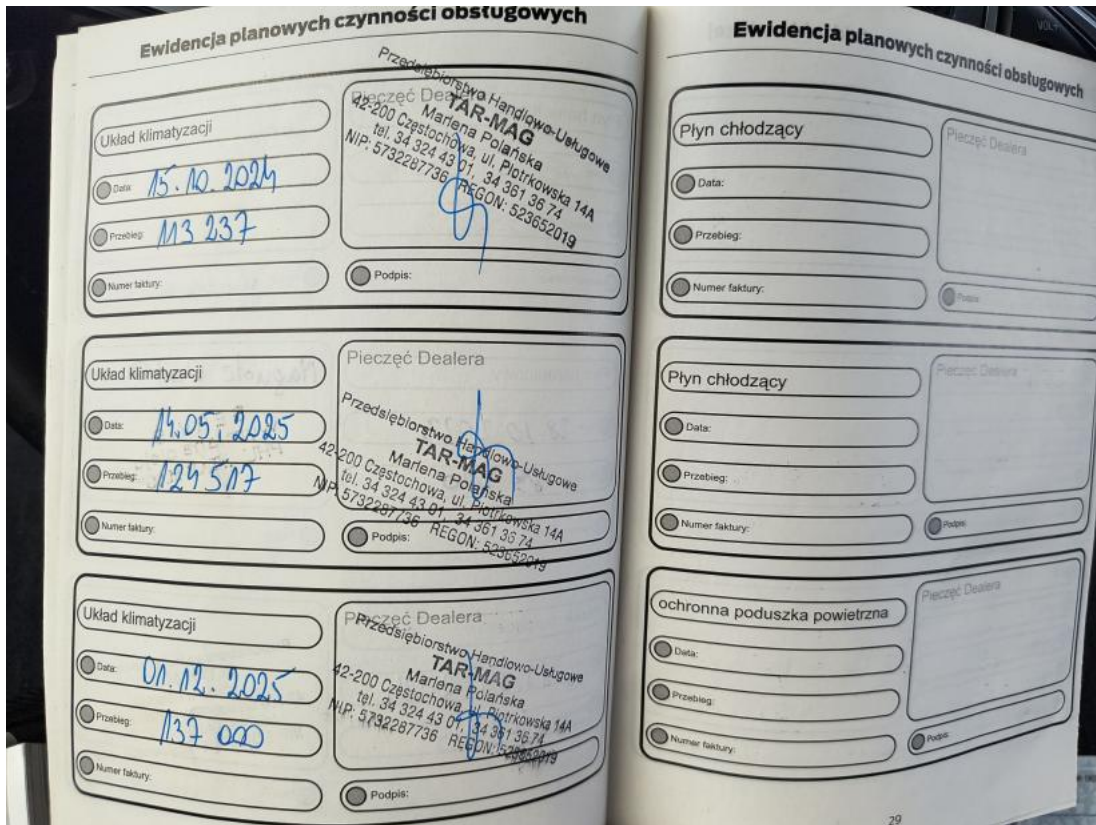 Ewidencja planowych czynności obsługowych
Układ klimatyzacji
Data: 15.10.2024
Przebieg: 113 237
Numer faktury:
Pieczęć Dealera
Przedsiębiorstwo Handlowo-Usługowe
TAR-MAG
Marlena Polańska
42-200 Częstochowa, ul. Piotrkowska 14A
tel. 34 324 43 01, 34 361 36 74
NIP: 5732287736 REGON: 523652019
Podpis:
Układ klimatyzacji
Data: 14.05.2025
Przebieg: 124 517
Numer faktury:
Pieczęć Dealera
Przedsiębiorstwo Handlowo-Usługowe
TAR-MAG
Marlena Polańska
42-200 Częstochowa, ul. Piotrkowska 14A
tel. 34 324 43 01, 34 361 36 74
NIP: 5732287736 REGON: 523652019
Podpis:
Układ klimatyzacji
Data: 01.12.2025
Przebieg: 137 000
Numer faktury:
Pieczęć Dealera
Przedsiębiorstwo Handlowo-Usługowe
TAR-MAG
Marlena Polańska
42-200 Częstochowa, ul. Piotrkowska 14A
tel. 34 324 43 01, 34 361 36 74
NIP: 5732287736 REGON: 523652019
Podpis:
Ewidencja planowych czynności obsługowych
Płyn chłodzący
Data:
Przebieg:
Numer faktury:
Pieczęć Dealera
Podpis:
Płyn chłodzący
Data:
Przebieg:
Numer faktury:
Pieczęć Dealera
Podpis:
ochronna poduszka powietrzna
Data:
Przebieg:
Numer faktury:
Pieczęć Dealera
Podpis:
29